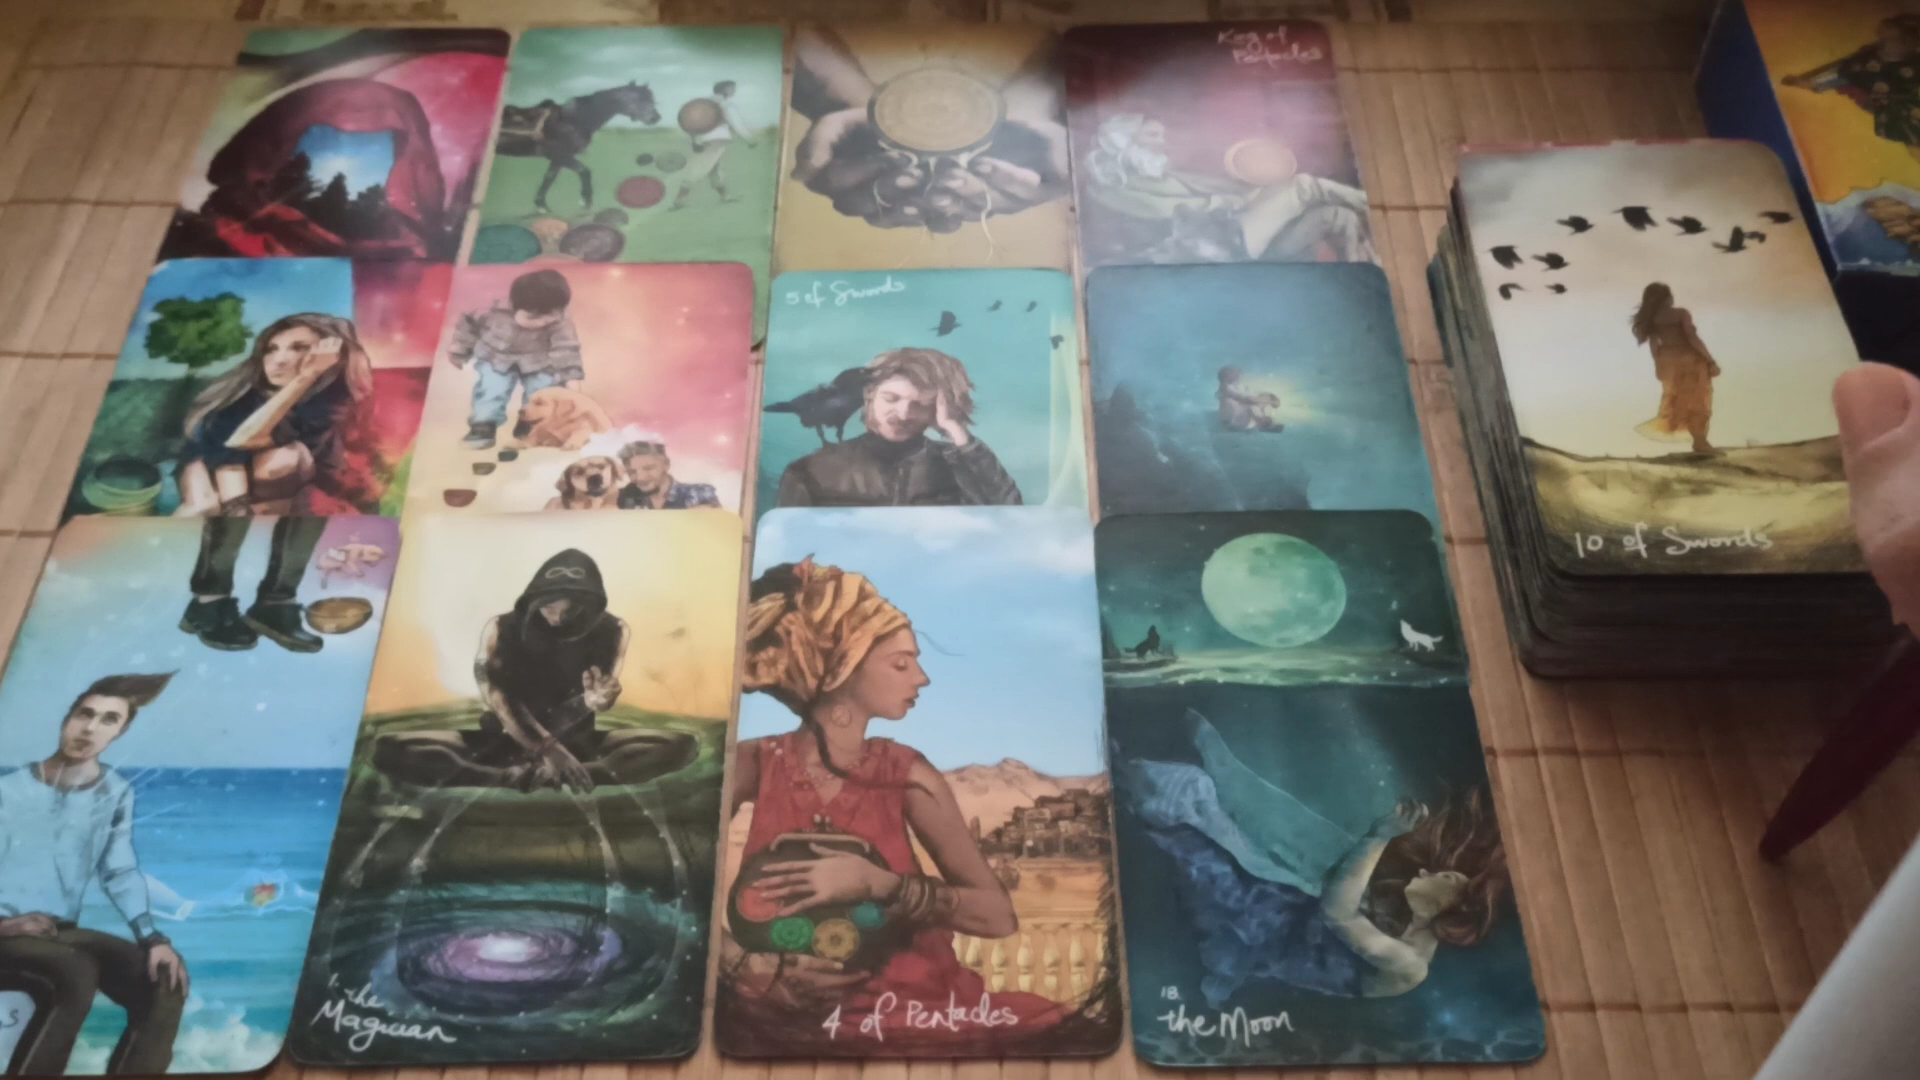 King of
Pentacles
5 of Swords
10 of Swords
1. the
Magician
4 of Pentacles
18.
the Moon